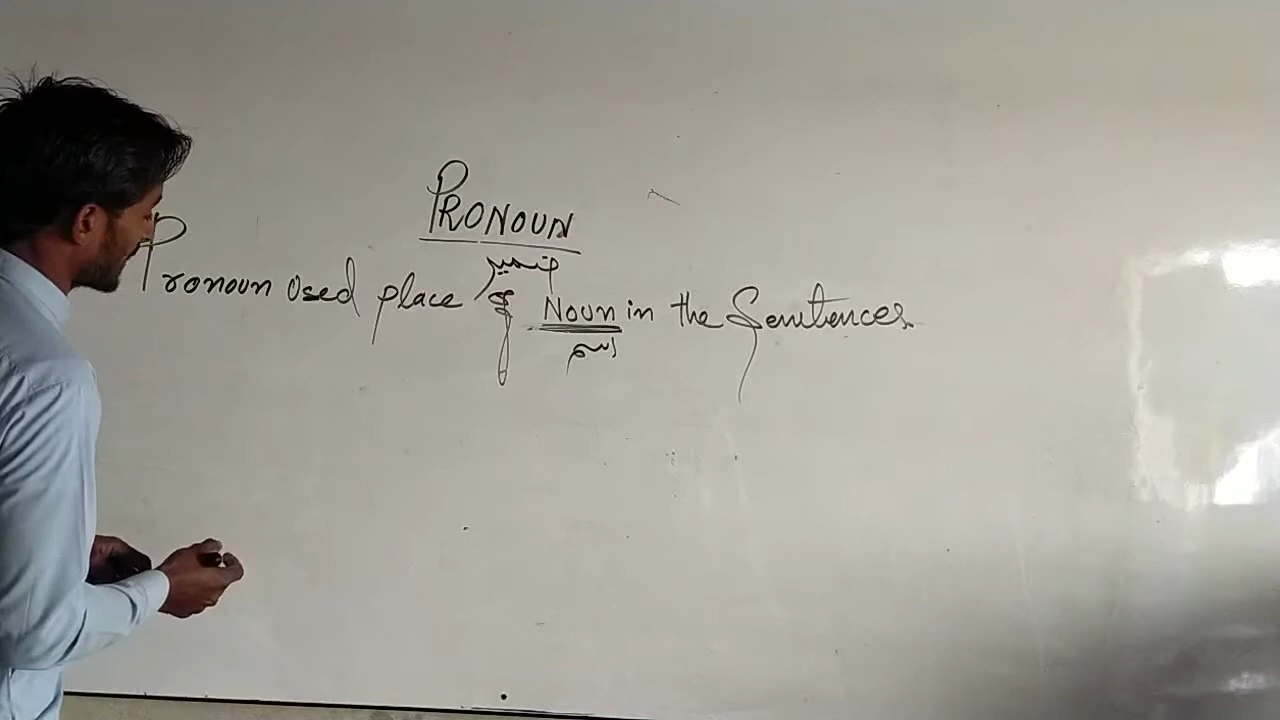 PRONOUN
ضمیر
Pronoun used place of Noun in the Sentences.
اسم